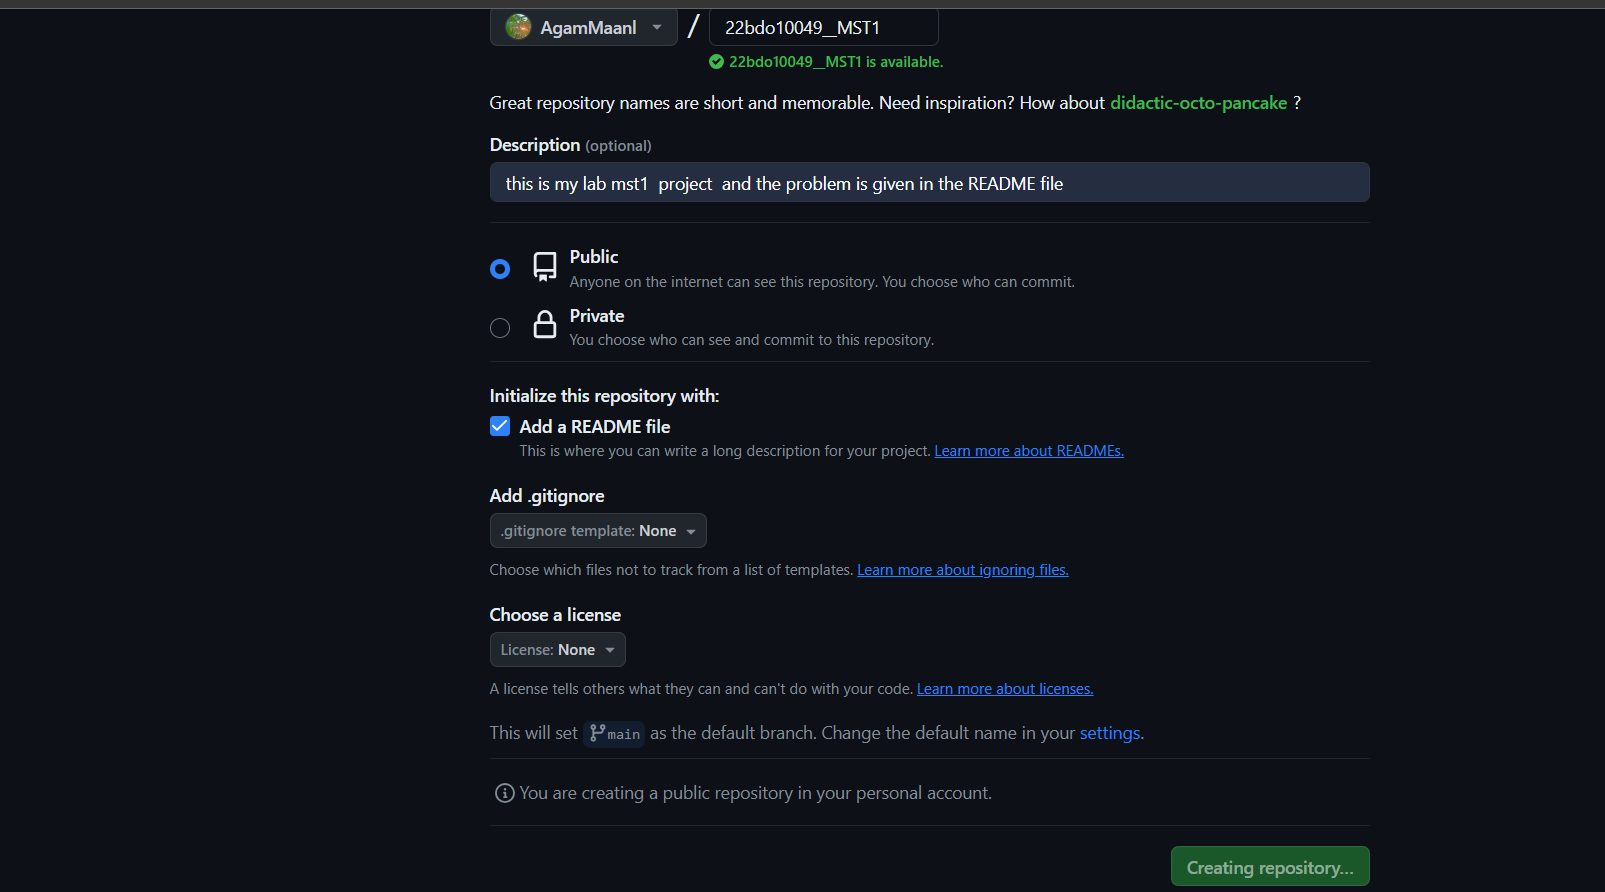 AgamMaanl / 22bdo10049__MST1
22bdo10049__MST1 is available.
Great repository names are short and memorable. Need inspiration? How about didactic-octo-pancake ?
Description (optional)
this is my lab mst1  project  and the problem is given in the README file
Public
Anyone on the internet can see this repository. You choose who can commit.
Private
You choose who can see and commit to this repository.
Initialize this repository with:
Add a README file
This is where you can write a long description for your project. Learn more about READMEs.
Add .gitignore
.gitignore template: None
Choose which files not to track from a list of templates. Learn more about ignoring files.
Choose a license
License: None
A license tells others what they can and can't do with your code. Learn more about licenses.
This will set main as the default branch. Change the default name in your settings.
You are creating a public repository in your personal account.
Creating repository...